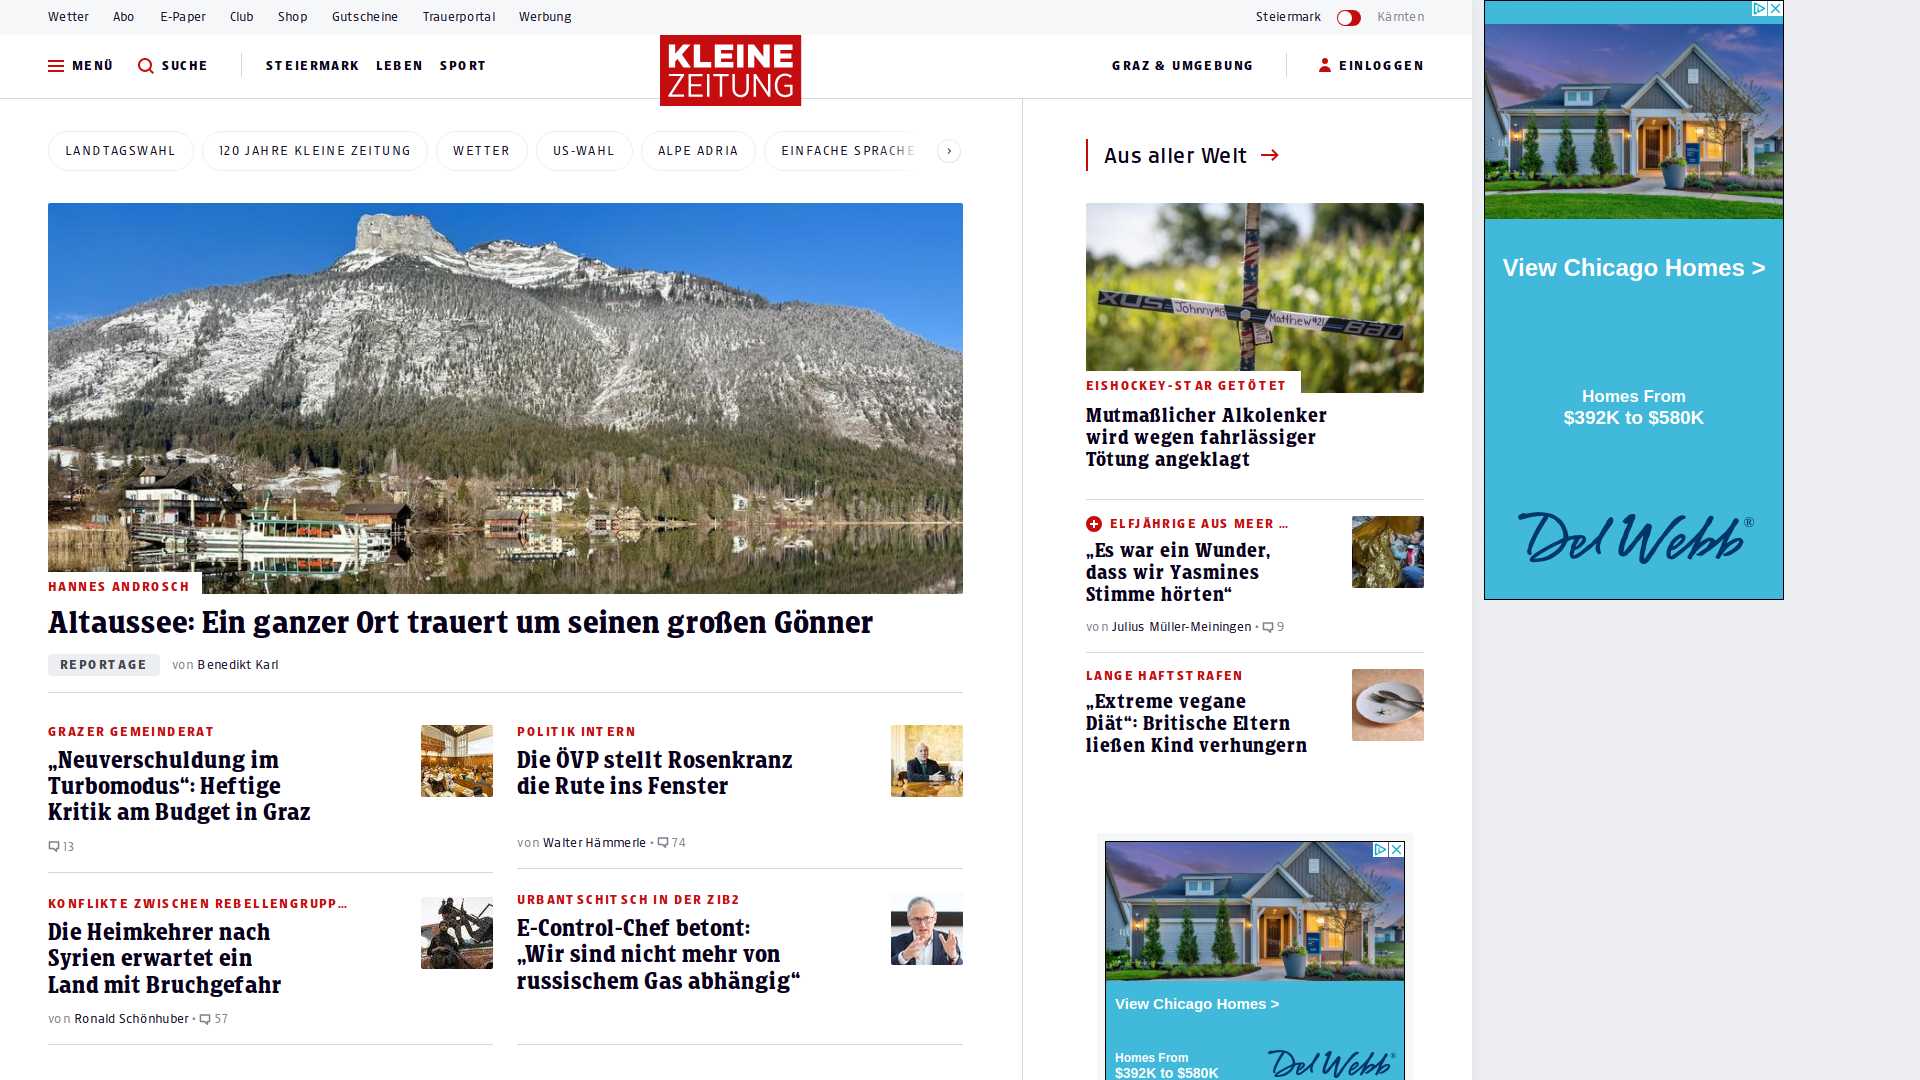 Wetter Abo E-Paper Club Shop Gutscheine Trauerportal Werbung
Steiermark Kärnten
MENÜ SUCHE STEIERMARK LEBEN SPORT
KLEINE
ZEITUNG
GRAZ & UMGEBUNG EINLOGGEN
LANDTAGSWAHL 120 JAHRE KLEINE ZEITUNG WETTER US-WAHL ALPE ADRIA EINFACHE SPRACHE
HANNES ANDROSCH
Altaussee: Ein ganzer Ort trauert um seinen großen Gönner
REPORTAGE von Benedikt Karl
GRAZER GEMEINDERAT
„Neuverschuldung im
Turbomodus“: Heftige
Kritik am Budget in Graz
13
POLITIK INTERN
Die ÖVP stellt Rosenkranz
die Rute ins Fenster
von Walter Hämmerle • 74
KONFLIKTE ZWISCHEN REBELLENGRUPP…
Die Heimkehrer nach
Syrien erwartet ein
Land mit Bruchgefahr
von Ronald Schönhuber • 57
URBANTSCHITSCH IN DER ZIB2
E-Control-Chef betont:
„Wir sind nicht mehr von
russischem Gas abhängig“
Aus aller Welt →
XUS- Johnny#13 Matthew#21 BAU
EISHOCKEY-STAR GETÖTET
Mutmaßlicher Alkolenker
wird wegen fahrlässiger
Tötung angeklagt
ELFJÄHRIGE AUS MEER …
„Es war ein Wunder,
dass wir Yasmines
Stimme hörten“
von Julius Müller-Meiningen • 9
LANGE HAFTSTRAFEN
„Extreme vegane
Diät“: Britische Eltern
ließen Kind verhungern
View Chicago Homes >
Homes From
$392K to $580K
Del Webb®
View Chicago Homes >
Homes From
$392K to $580K
Del Webb®